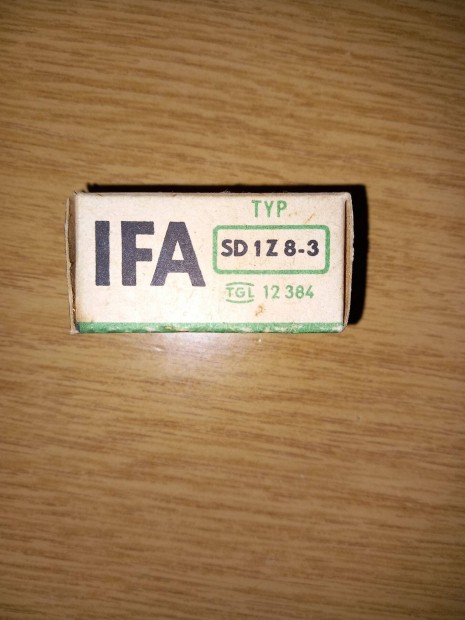 IFA
TYP
SD 1 Z 8-3
TGL 12 384